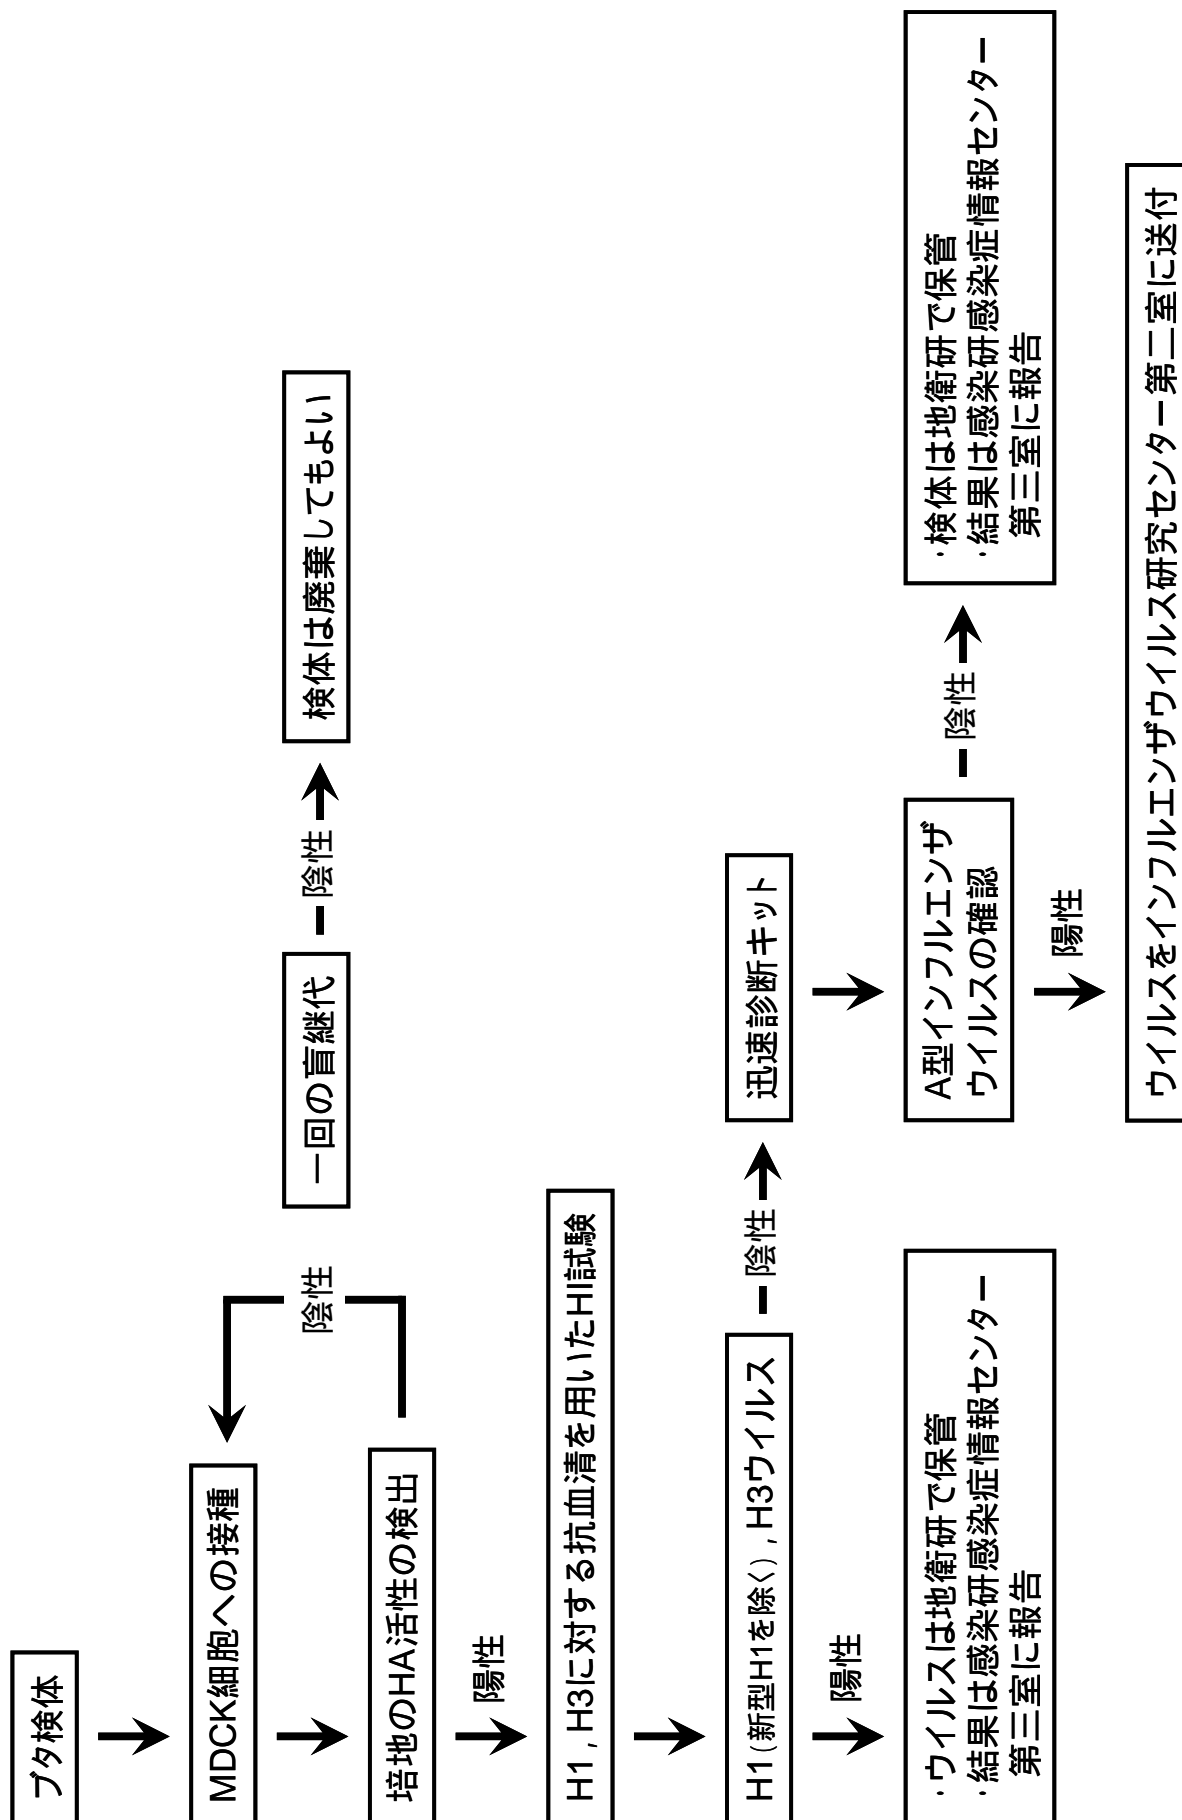 ブタ検体
MDCK細胞への接種
培地のHA活性の検出
陰性
一回の盲継代
陰性
検体は廃棄してもよい
陽性
H1, H3に対する抗血清を用いたHI試験
H1(新型H1を除く), H3ウイルス
陰性
迅速診断キット
陽性
・ウイルスは地衛研で保管
・結果は感染研感染症情報センター
第三室に報告
A型インフルエンザ
ウイルスの確認
陰性
・検体は地衛研で保管
・結果は感染研感染症情報センター
第三室に報告
陽性
ウイルスをインフルエンザウイルス研究センター第二室に送付